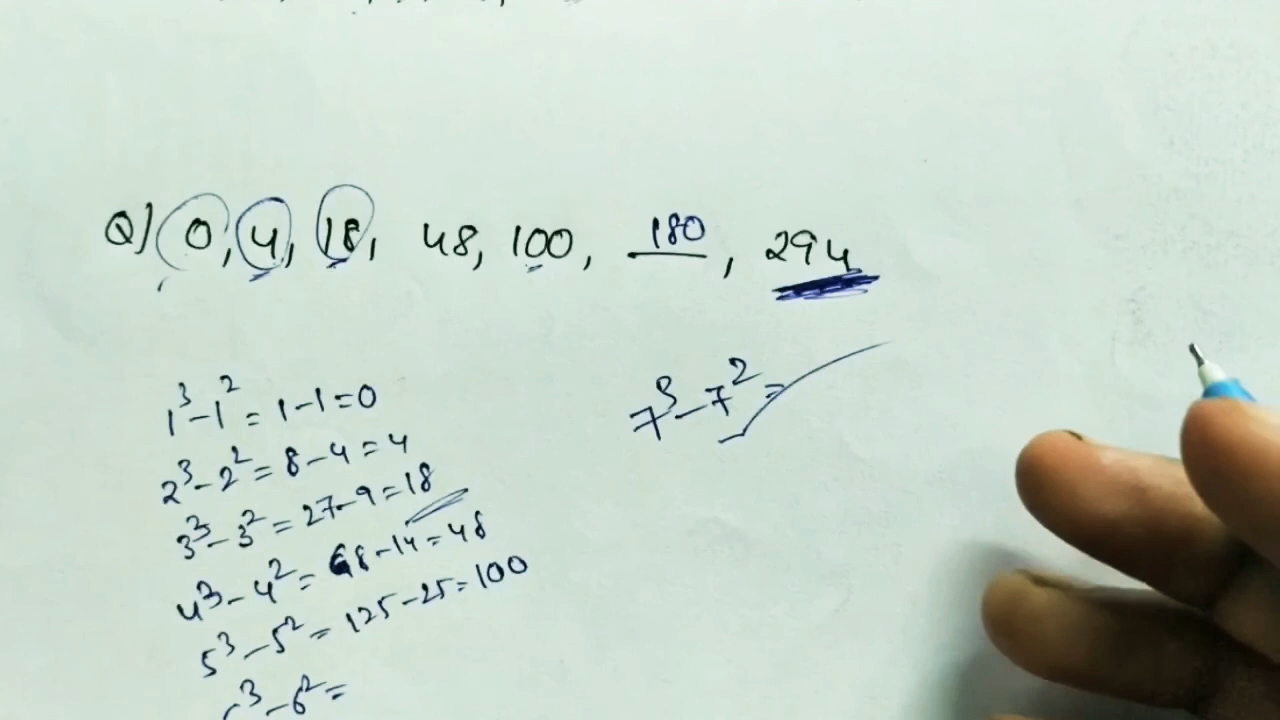 Q) 0, 4, 18, 48, 100, 180, 294
1³-1² = 1-1=0
2³-2² = 8-4=4
3³-3² = 27-9=18
4³-4² = 68-14=48
5³-5² = 125-25=100
³-6² =
7³-7² =